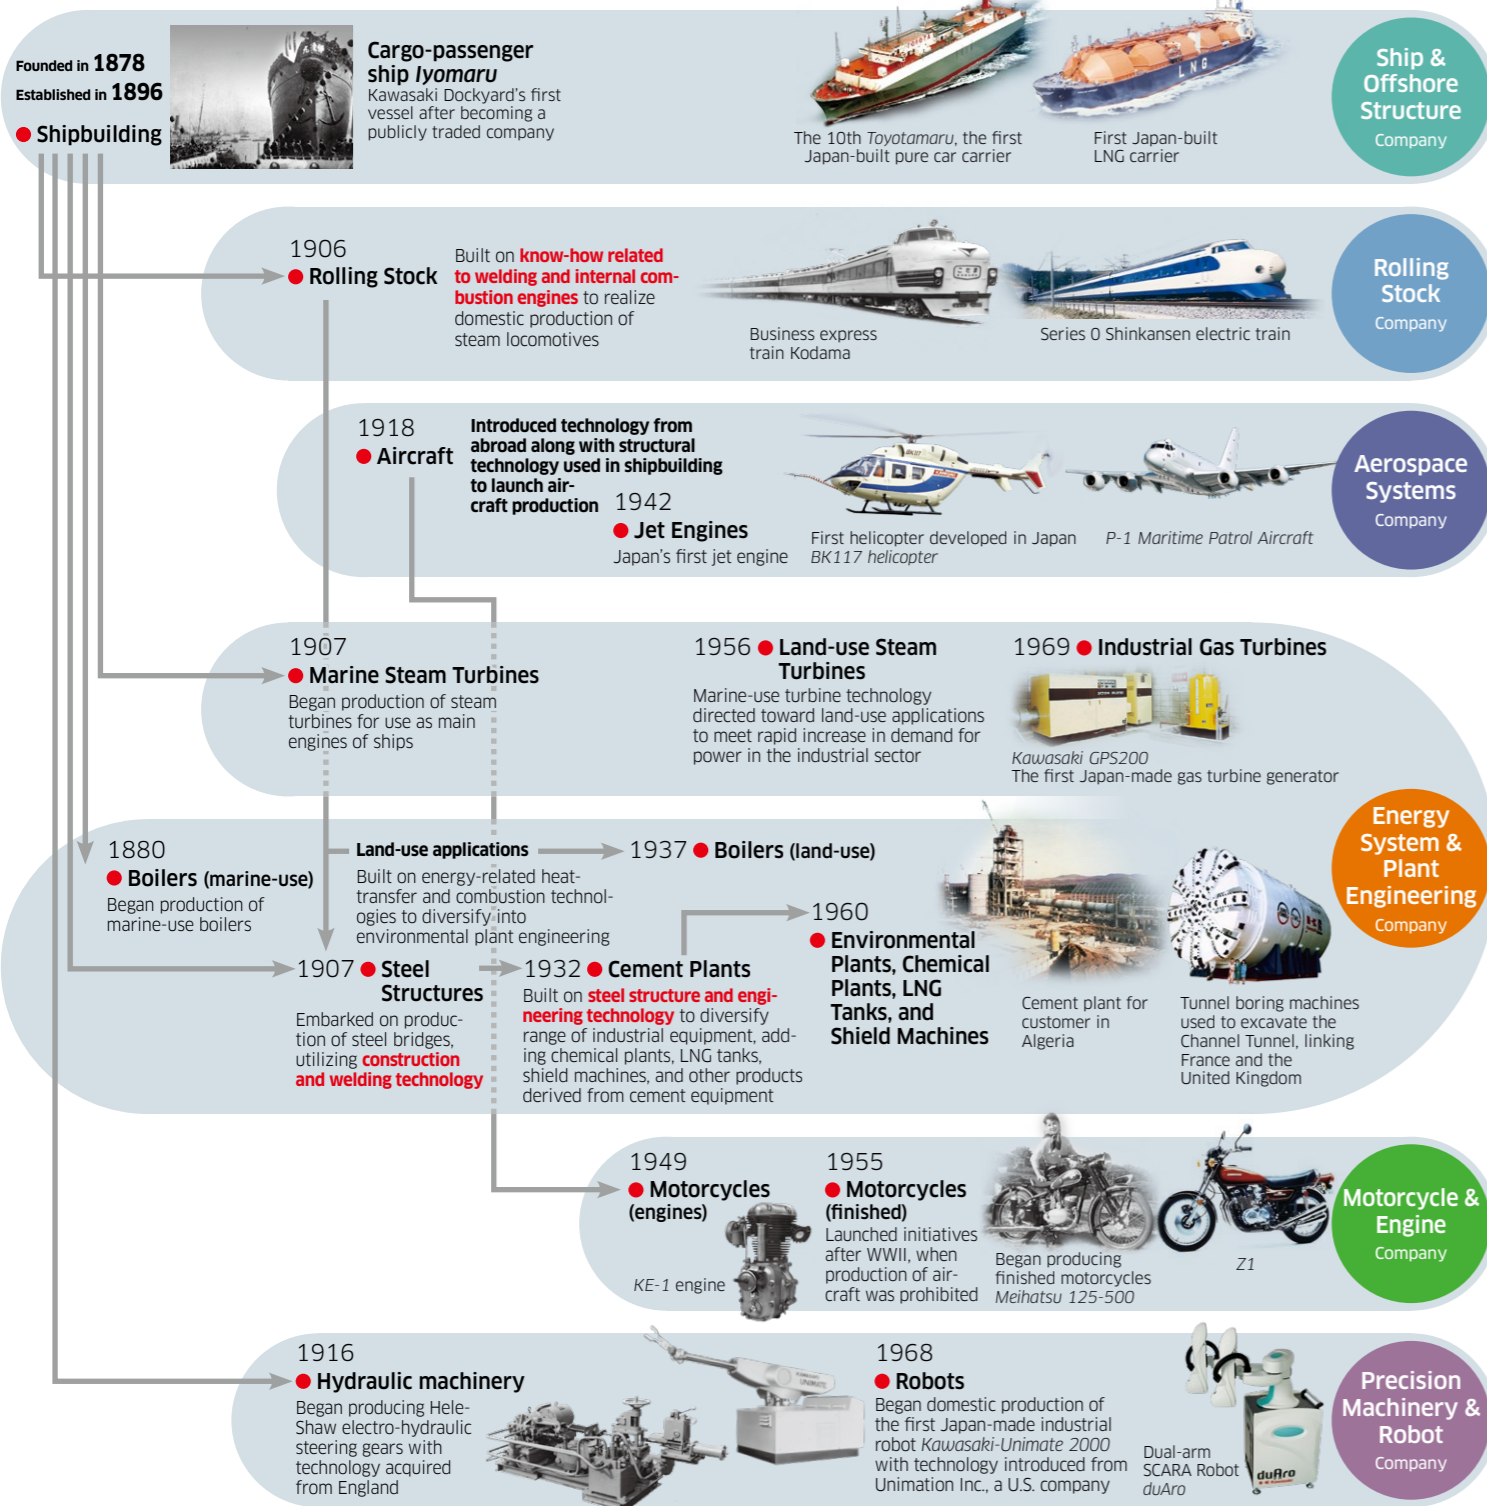 Founded in 1878
Established in 1896
Shipbuilding
Cargo-passenger
ship Iyomaru
Kawasaki Dockyard's first
vessel after becoming a
publicly traded company
The 10th Toyotamaru, the first
Japan-built pure car carrier
LNG
First Japan-built
LNG carrier
Ship &
Offshore
Structure
Company
1906
Rolling Stock
Built on know-how related
to welding and internal com-
bustion engines to realize
domestic production of
steam locomotives
Business express
train Kodama
Series 0 Shinkansen electric train
Rolling
Stock
Company
1918
Aircraft
Introduced technology from
abroad along with structural
technology used in shipbuilding
to launch air-
craft production
1942
Jet Engines
Japan's first jet engine
First helicopter developed in Japan
BK117 helicopter
P-1 Maritime Patrol Aircraft
Aerospace
Systems
Company
1907
Marine Steam Turbines
Began production of steam
turbines for use as main
engines of ships
1956 Land-use Steam
Turbines
Marine-use turbine technology
directed toward land-use applications
to meet rapid increase in demand for
power in the industrial sector
1969 Industrial Gas Turbines
Kawasaki GPS200
The first Japan-made gas turbine generator
1880
Boilers (marine-use)
Began production of
marine-use boilers
Land-use applications
Built on energy-related heat-
transfer and combustion technol-
ogies to diversify into
environmental plant engineering
1937 Boilers (land-use)
1907 Steel
Structures
Embarked on produc-
tion of steel bridges,
utilizing construction
and welding technology
1932 Cement Plants
Built on steel structure and engi-
neering technology to diversify
range of industrial equipment, add-
ing chemical plants, LNG tanks,
shield machines, and other products
derived from cement equipment
1960
Environmental
Plants, Chemical
Plants, LNG
Tanks, and
Shield Machines
Cement plant for
customer in
Algeria
Tunnel boring machines
used to excavate the
Channel Tunnel, linking
France and the
United Kingdom
Energy
System &
Plant
Engineering
Company
1949
Motorcycles
(engines)
KE-1 engine
1955
Motorcycles
(finished)
Launched initiatives
after WWII, when
production of air-
craft was prohibited
Began producing
finished motorcycles
Meihatsu 125-500
Z1
Motorcycle &
Engine
Company
1916
Hydraulic machinery
Began producing Hele-
Shaw electro-hydraulic
steering gears with
technology acquired
from England
1968
Robots
Began domestic production of
the first Japan-made industrial
robot Kawasaki-Unimate 2000
with technology introduced from
Unimation Inc., a U.S. company
Dual-arm
SCARA Robot
duAro
duAro
Precision
Machinery &
Robot
Company